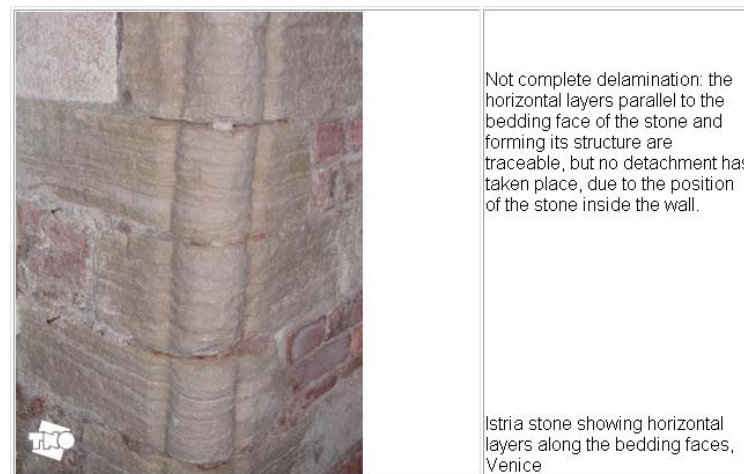 Not complete delamination: the
horizontal layers parallel to the
bedding face of the stone and
forming its structure are
traceable, but no detachment has
taken place, due to the position
of the stone inside the wall.
TNO
Istria stone showing horizontal
layers along the bedding faces,
Venice